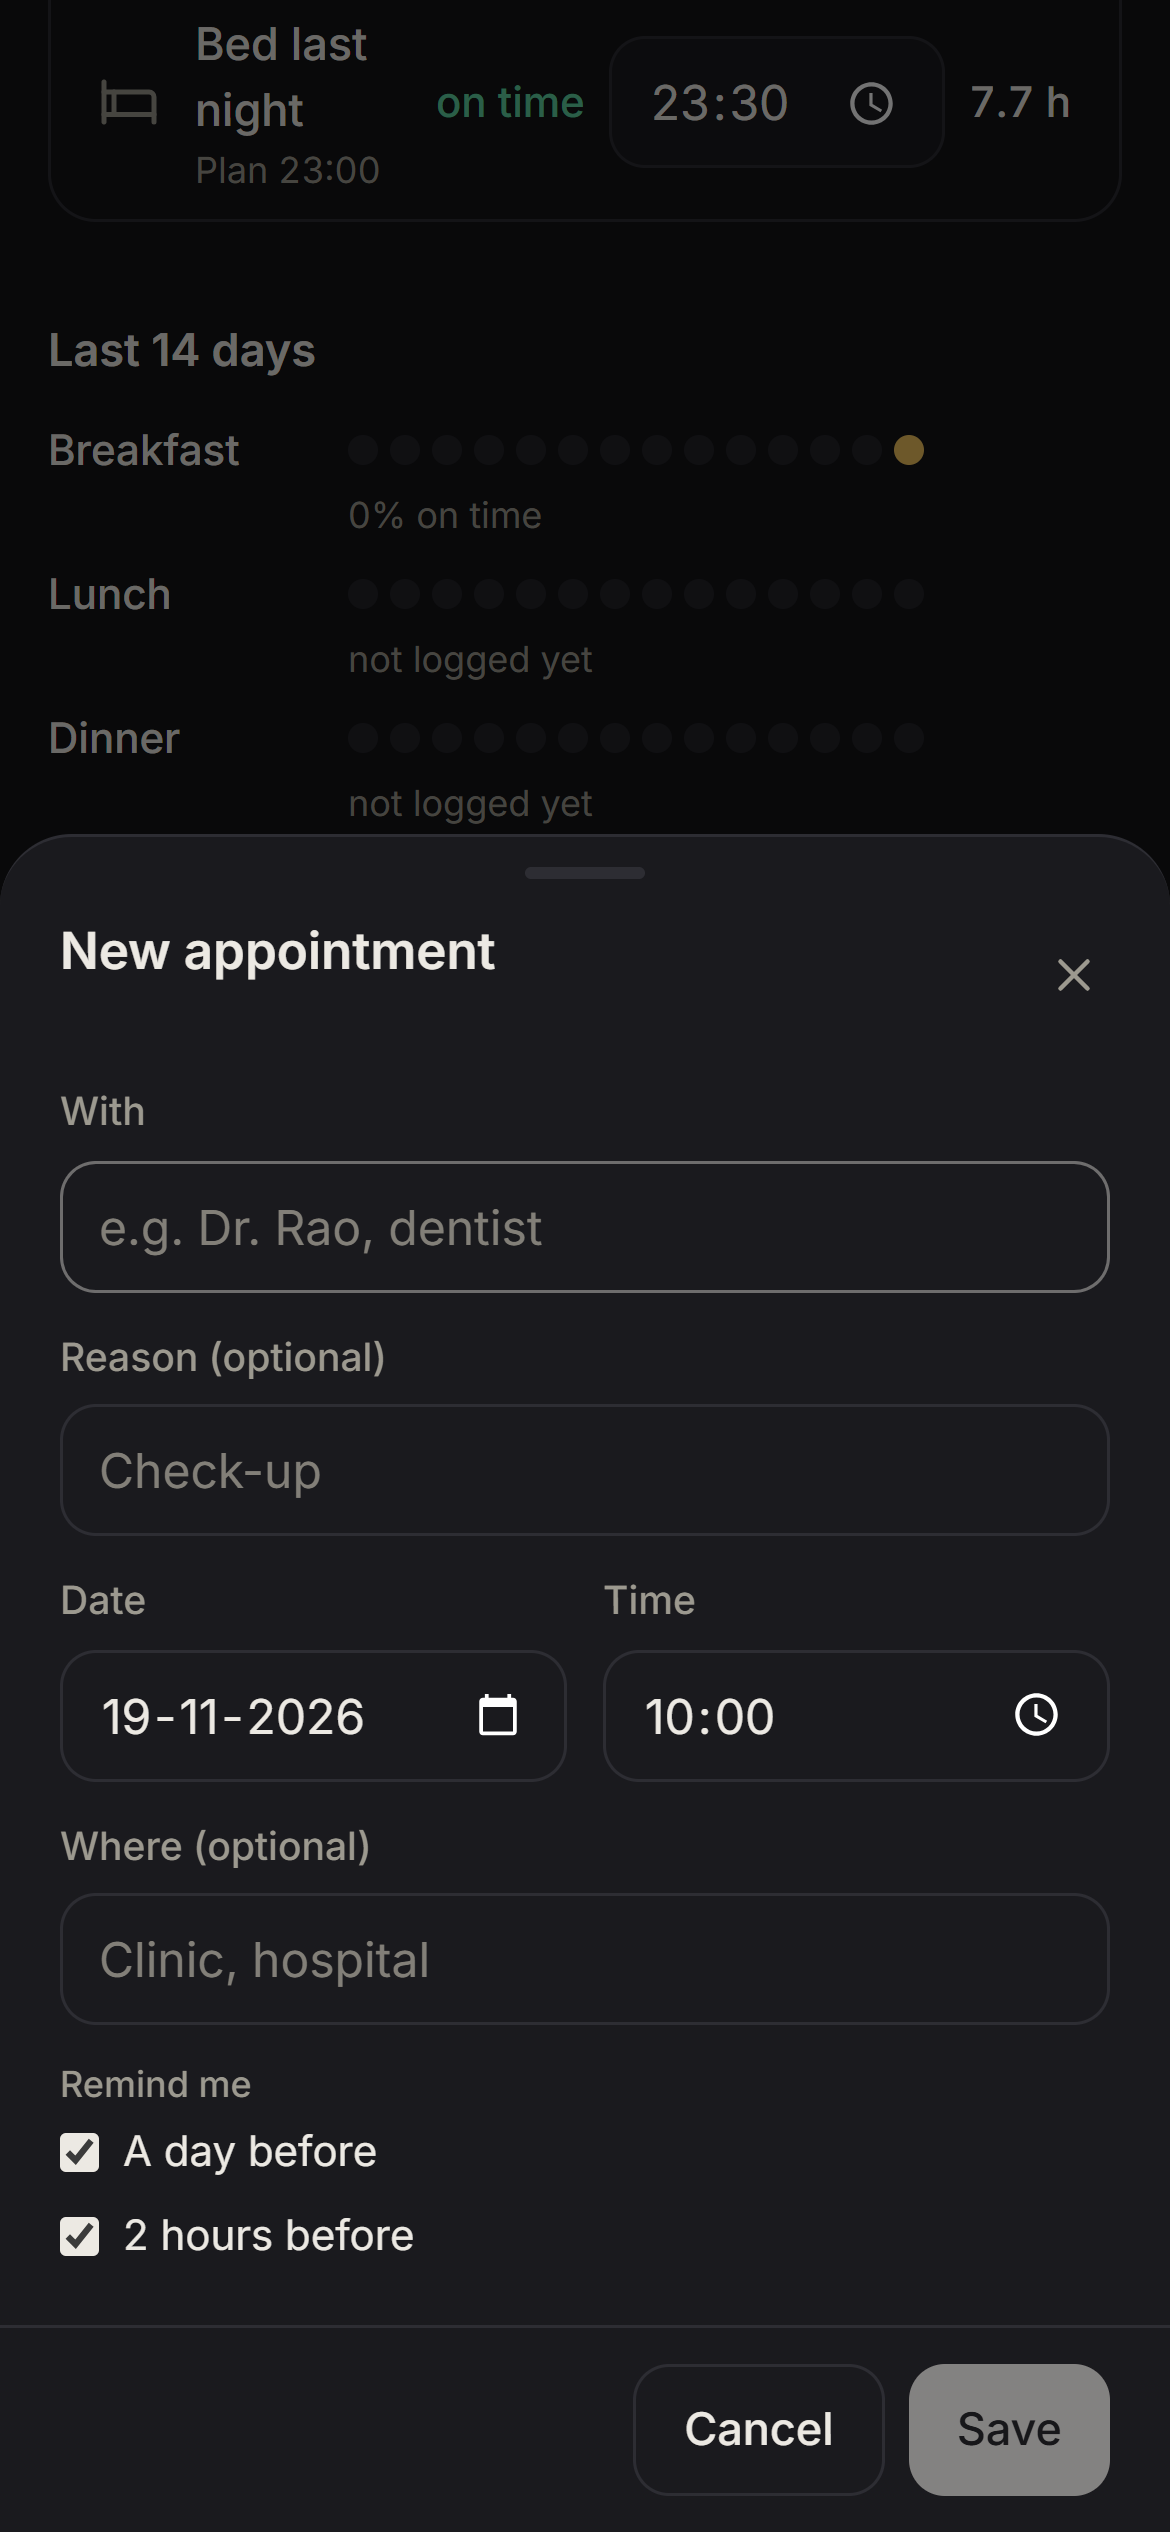 Bed last
night
on time
23:30
7.7 h
Plan 23:00
Last 14 days
Breakfast
0% on time
Lunch
not logged yet
Dinner
not logged yet
New appointment
With
e.g. Dr. Rao, dentist
Reason (optional)
Check-up
Date
Time
19-11-2026
10:00
Where (optional)
Clinic, hospital
Remind me
A day before
2 hours before
Cancel
Save